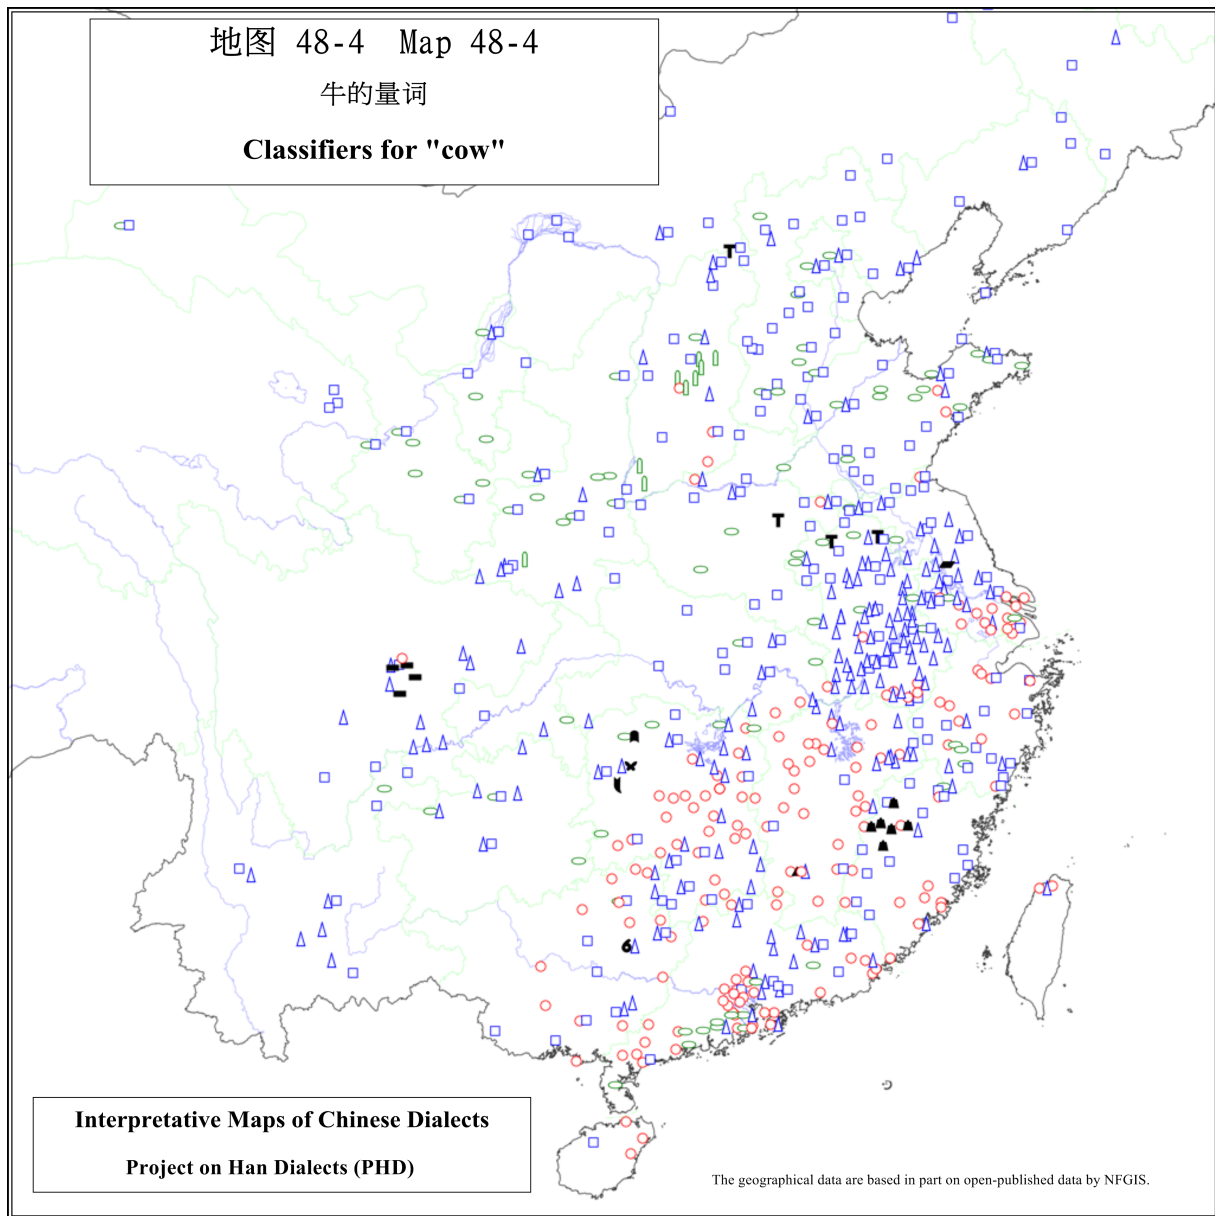 地图 48-4 Map 48-4
牛的量词
Classifiers for "cow"
Interpretative Maps of Chinese Dialects
Project on Han Dialects (PHD)
The geographical data are based in part on open-published data by NFGIS.